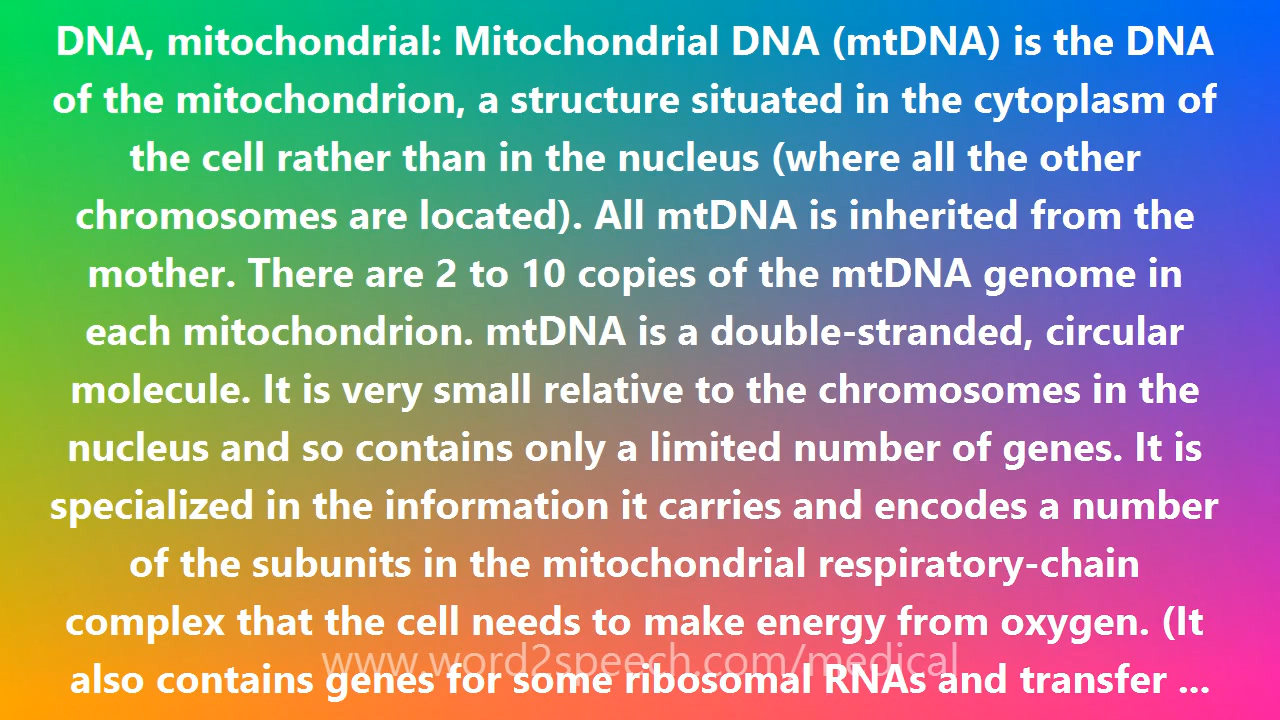 DNA, mitochondrial: Mitochondrial DNA (mtDNA) is the DNA
of the mitochondrion, a structure situated in the cytoplasm of
the cell rather than in the nucleus (where all the other
chromosomes are located). All mtDNA is inherited from the
mother. There are 2 to 10 copies of the mtDNA genome in
each mitochondrion. mtDNA is a double-stranded, circular
molecule. It is very small relative to the chromosomes in the
nucleus and so contains only a limited number of genes. It is
specialized in the information it carries and encodes a number
of the subunits in the mitochondrial respiratory-chain
complex that the cell needs to make energy from oxygen. (It
www.word2speech.com/medical
also contains genes for some ribosomal RNAs and transfer ...